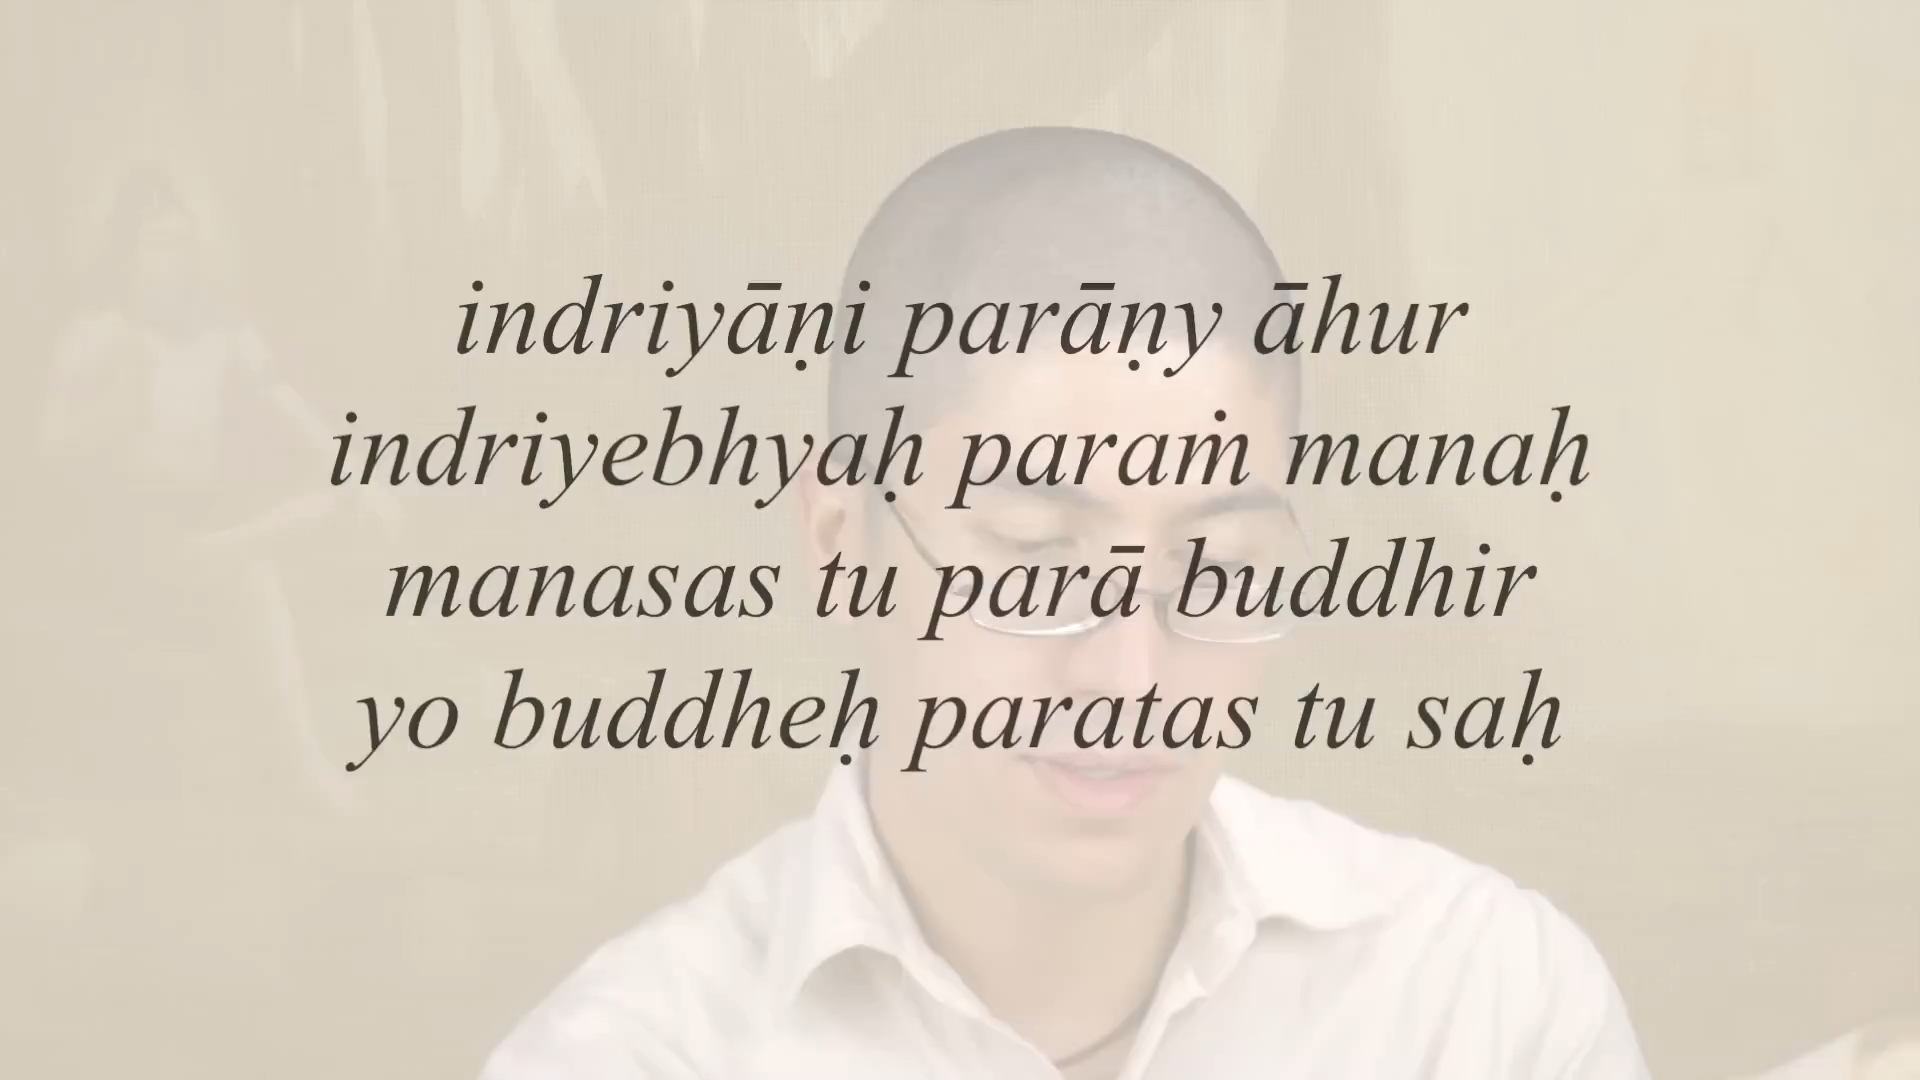 indriyāṇi parāṇy āhur
indriyebhyaḥ paraṁ manaḥ
manasas tu parā buddhir
yo buddheḥ paratas tu saḥ